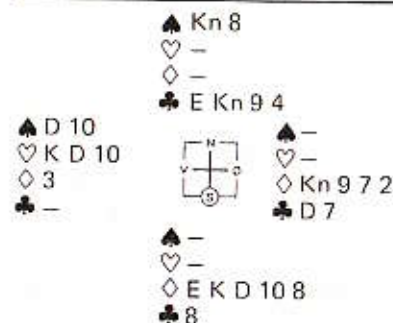 ♠ Kn 8
♡ –
♢ –
♣ E Kn 9 4
♠ D 10
♡ K D 10
♢ 3
♣ –
N
V Ö
S
♠ –
♡ –
♢ Kn 9 7 2
♣ D 7
♠ –
♡ –
♢ E K D 10 8
♣ 8